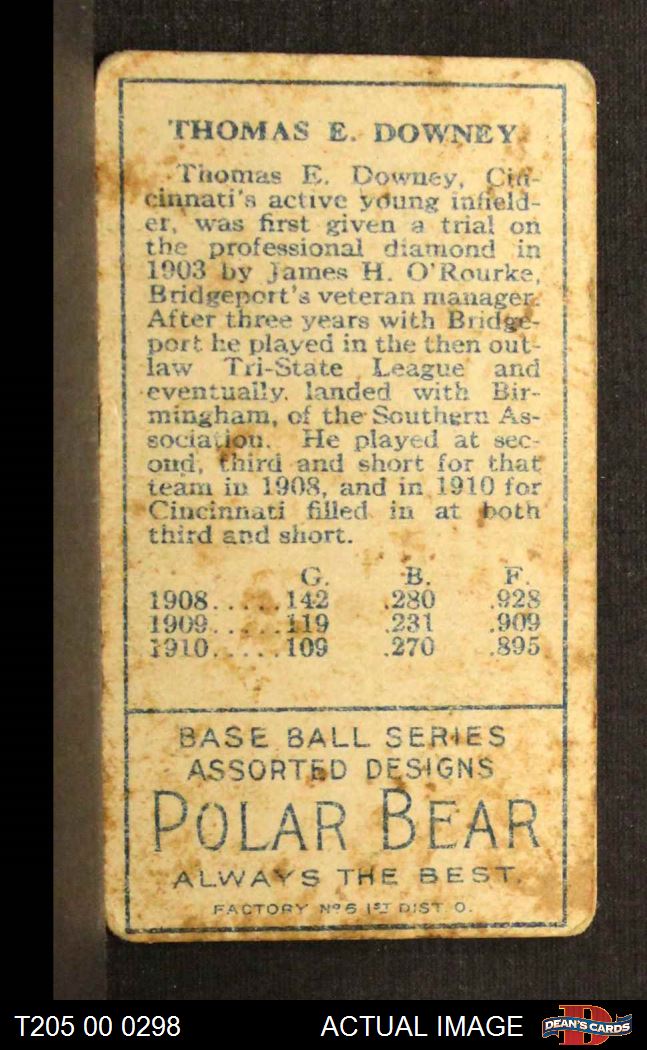 THOMAS E. DOWNEY
Thomas E. Downey, Cin-
cinnati's active young infield-
er, was first given a trial on
the professional diamond in
1903 by James H. O'Rourke,
Bridgeport's veteran manager.
After three years with Bridge-
port he played in the then out-
law Tri-State League and
eventually landed with Bir-
mingham, of the Southern As-
sociation. He played at sec-
ond, third and short for that
team in 1908, and in 1910 for
Cincinnati filled in at both
third and short.
G. B. F.
1908.....142 .280 .928
1909.....119 .231 .909
1910.....109 .270 .895
BASE BALL SERIES
ASSORTED DESIGNS
POLAR BEAR
ALWAYS THE BEST.
FACTORY Nº 6 1ST DIST. O.
T205 00 0298 ACTUAL IMAGE
D
DEAN'S CARDS